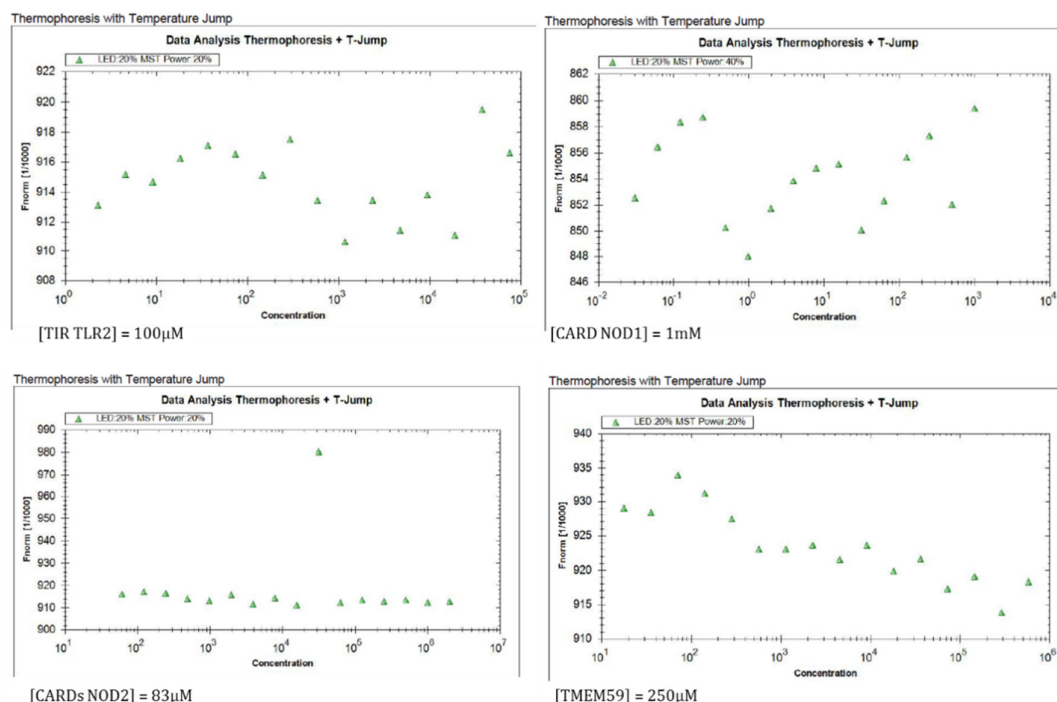 Thermophoresis with Temperature Jump
Data Analysis Thermophoresis + T-Jump
LED:20% MST Power:20%
Fnorm [1/1000]
922
920
918
916
914
912
910
908
10^0
10^1
10^2
10^3
10^4
10^5
Concentration
[TIR TLR2] = 100μM
Thermophoresis with Temperature Jump
Data Analysis Thermophoresis + T-Jump
LED:20% MST Power:40%
Fnorm [1/1000]
862
860
858
856
854
852
850
848
846
10^-2
10^-1
10^0
10^1
10^2
10^3
10^4
Concentration
[CARD NOD1] = 1mM
Thermophoresis with Temperature Jump
Data Analysis Thermophoresis + T-Jump
LED:20% MST Power:20%
Fnorm [1/1000]
990
980
970
960
950
940
930
920
910
900
10^1
10^2
10^3
10^4
10^5
10^6
10^7
Concentration
[CARDs NOD2] = 83μM
Thermophoresis with Temperature Jump
Data Analysis Thermophoresis + T-Jump
LED:20% MST Power:20%
Fnorm [1/1000]
940
935
930
925
920
915
910
10^1
10^2
10^3
10^4
10^5
10^6
Concentration
[TMEM59] = 250μM